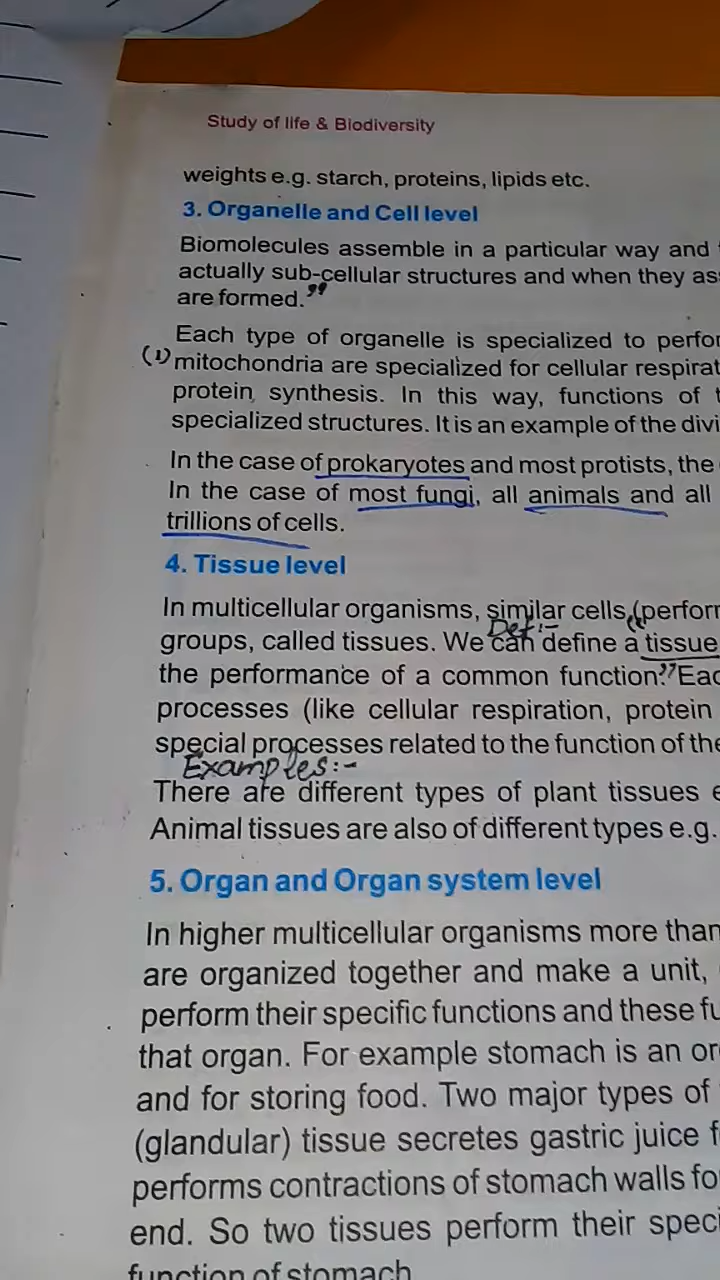 Study of life & Biodiversity
weights e.g. starch, proteins, lipids etc.
3. Organelle and Cell level
Biomolecules assemble in a particular way and
actually sub-cellular structures and when they as
are formed.”
Each type of organelle is specialized to perfor
(1) mitochondria are specialized for cellular respirat
protein synthesis. In this way, functions of t
specialized structures. It is an example of the divi
In the case of prokaryotes and most protists, the
In the case of most fungi, all animals and all
trillions of cells.
4. Tissue level
In multicellular organisms, similar cells, (perfor
Def:-
groups, called tissues. We can define a “tissue
the performance of a common function.” Eac
processes (like cellular respiration, protein
special processes related to the function of the
Examples:-
There are different types of plant tissues e
Animal tissues are also of different types e.g.
5. Organ and Organ system level
In higher multicellular organisms more than
are organized together and make a unit,
perform their specific functions and these fu
that organ. For example stomach is an or
and for storing food. Two major types of
(glandular) tissue secretes gastric juice f
performs contractions of stomach walls fo
end. So two tissues perform their speci
function of stomach